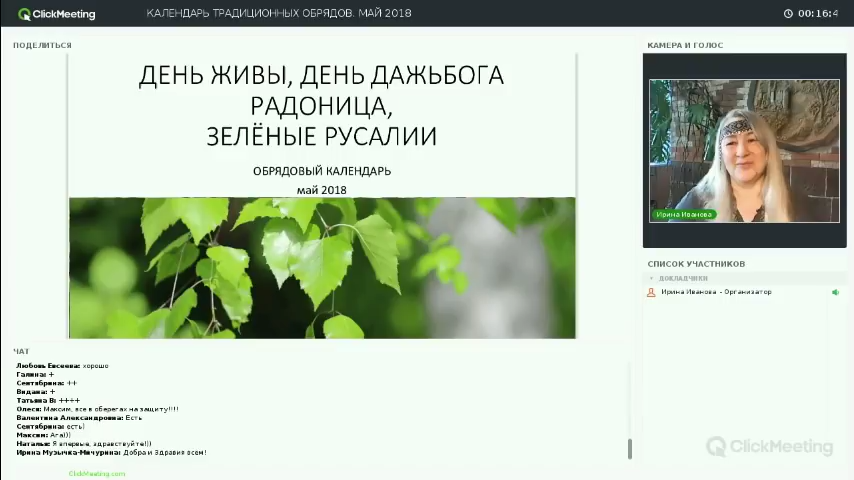 ClickMeeting
КАЛЕНДАРЬ ТРАДИЦИОННЫХ ОБРЯДОВ. МАЙ 2018
00:16:4
ПОДЕЛИТЬСЯ
ДЕНЬ ЖИВЫ, ДЕНЬ ДАЖЬБОГА
РАДОНИЦА,
ЗЕЛЁНЫЕ РУСАЛИИ
ОБРЯДОВЫЙ КАЛЕНДАРЬ
май 2018
КАМЕРА И ГОЛОС
Ирина Иванова
СПИСОК УЧАСТНИКОВ
ДОКЛАДЧИКИ
Ирина Иванова - Организатор
ЧАТ
Любовь Евсеева: хорошо
Галина: +
Сентябрина: ++
Видана: +
Татьяна В: ++++
Олеся: Максим, все в оберегах на защиту!!!!
Валентина Александровна: Есть
Сентябрина: есть)
Максим: Ага)))
Наталья: Я впервые, здравствуйте!))
Ирина Музычка-Мичурина: Добра и Здравия всем!
ClickMeeting.com
ClickMeeting